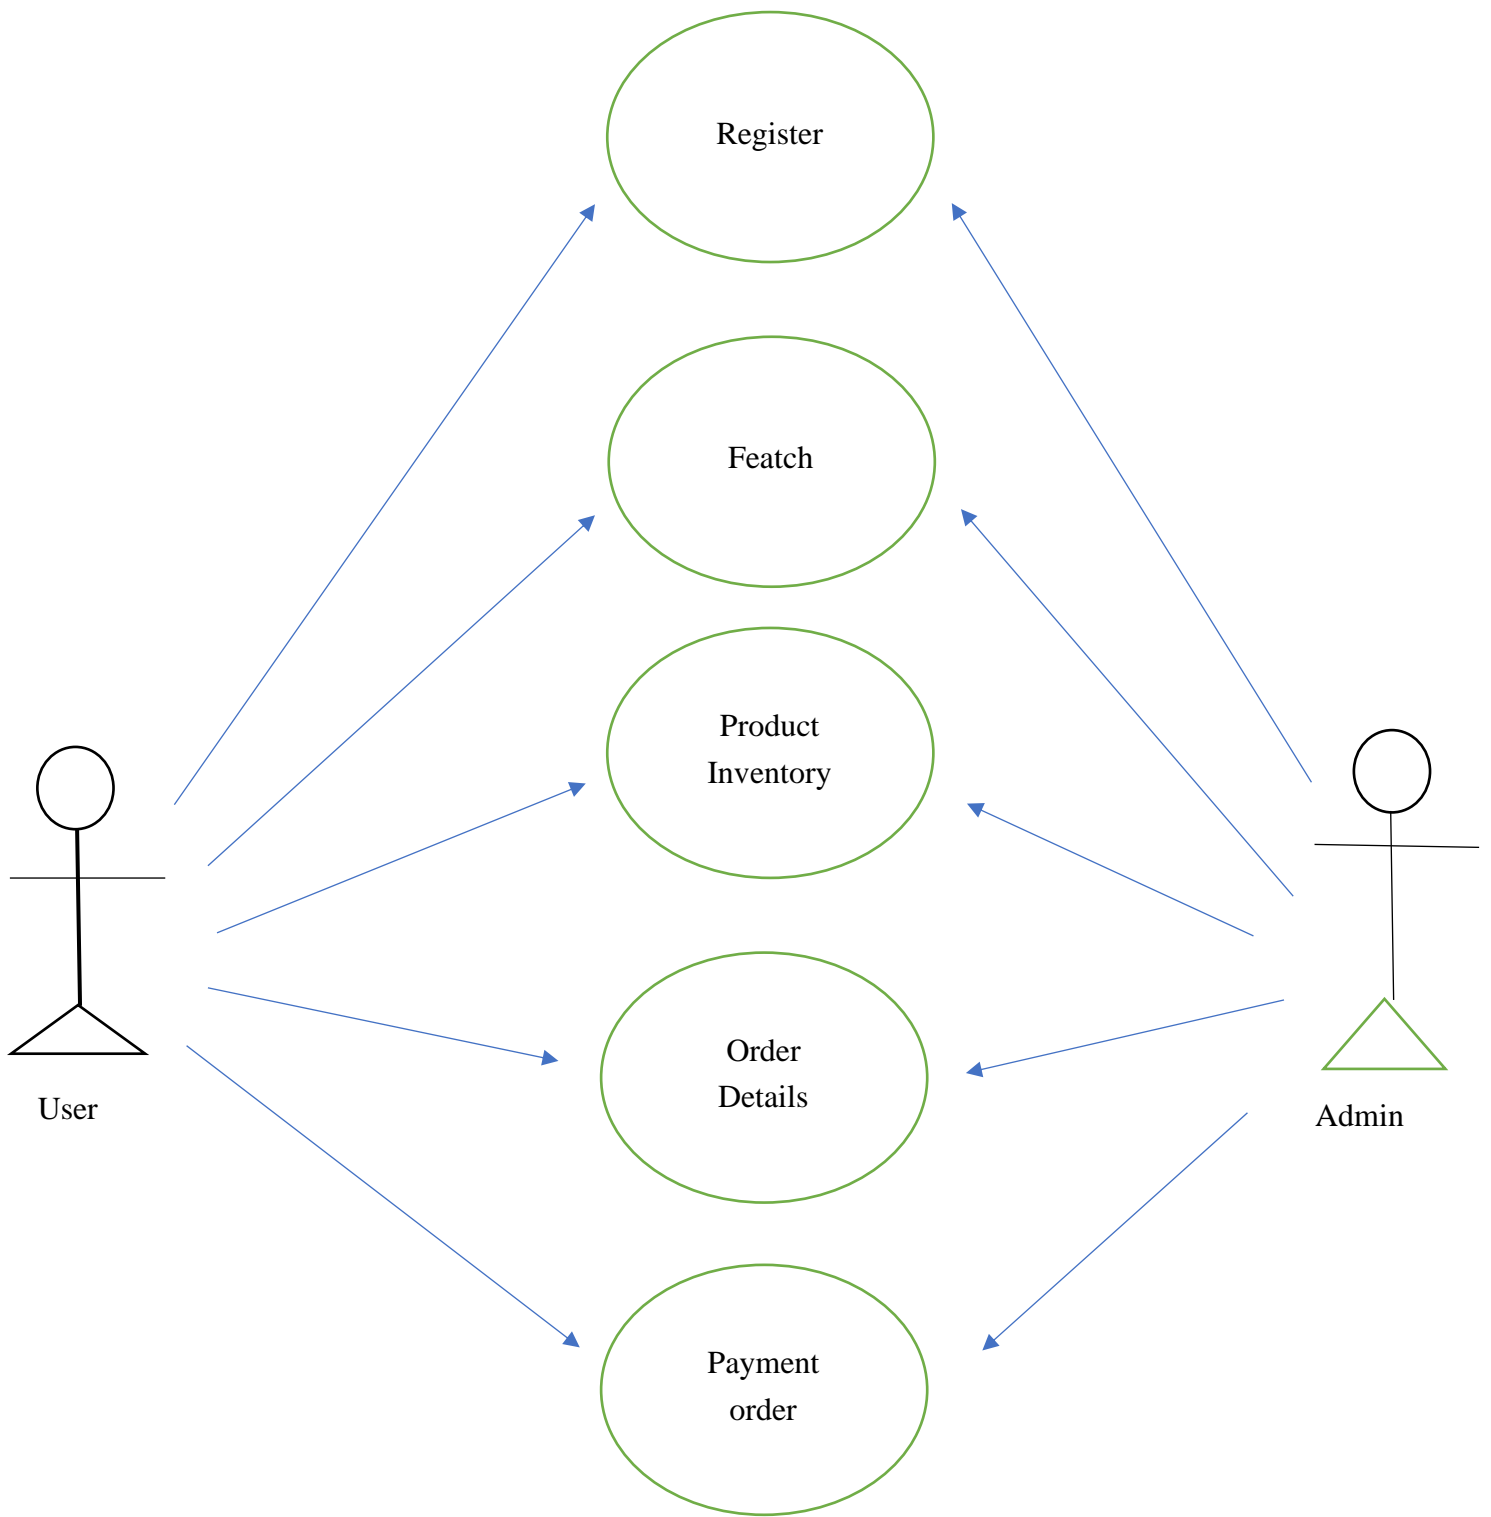 Register
Featch
Product
Inventory
Order
Details
User
Admin
Payment
order